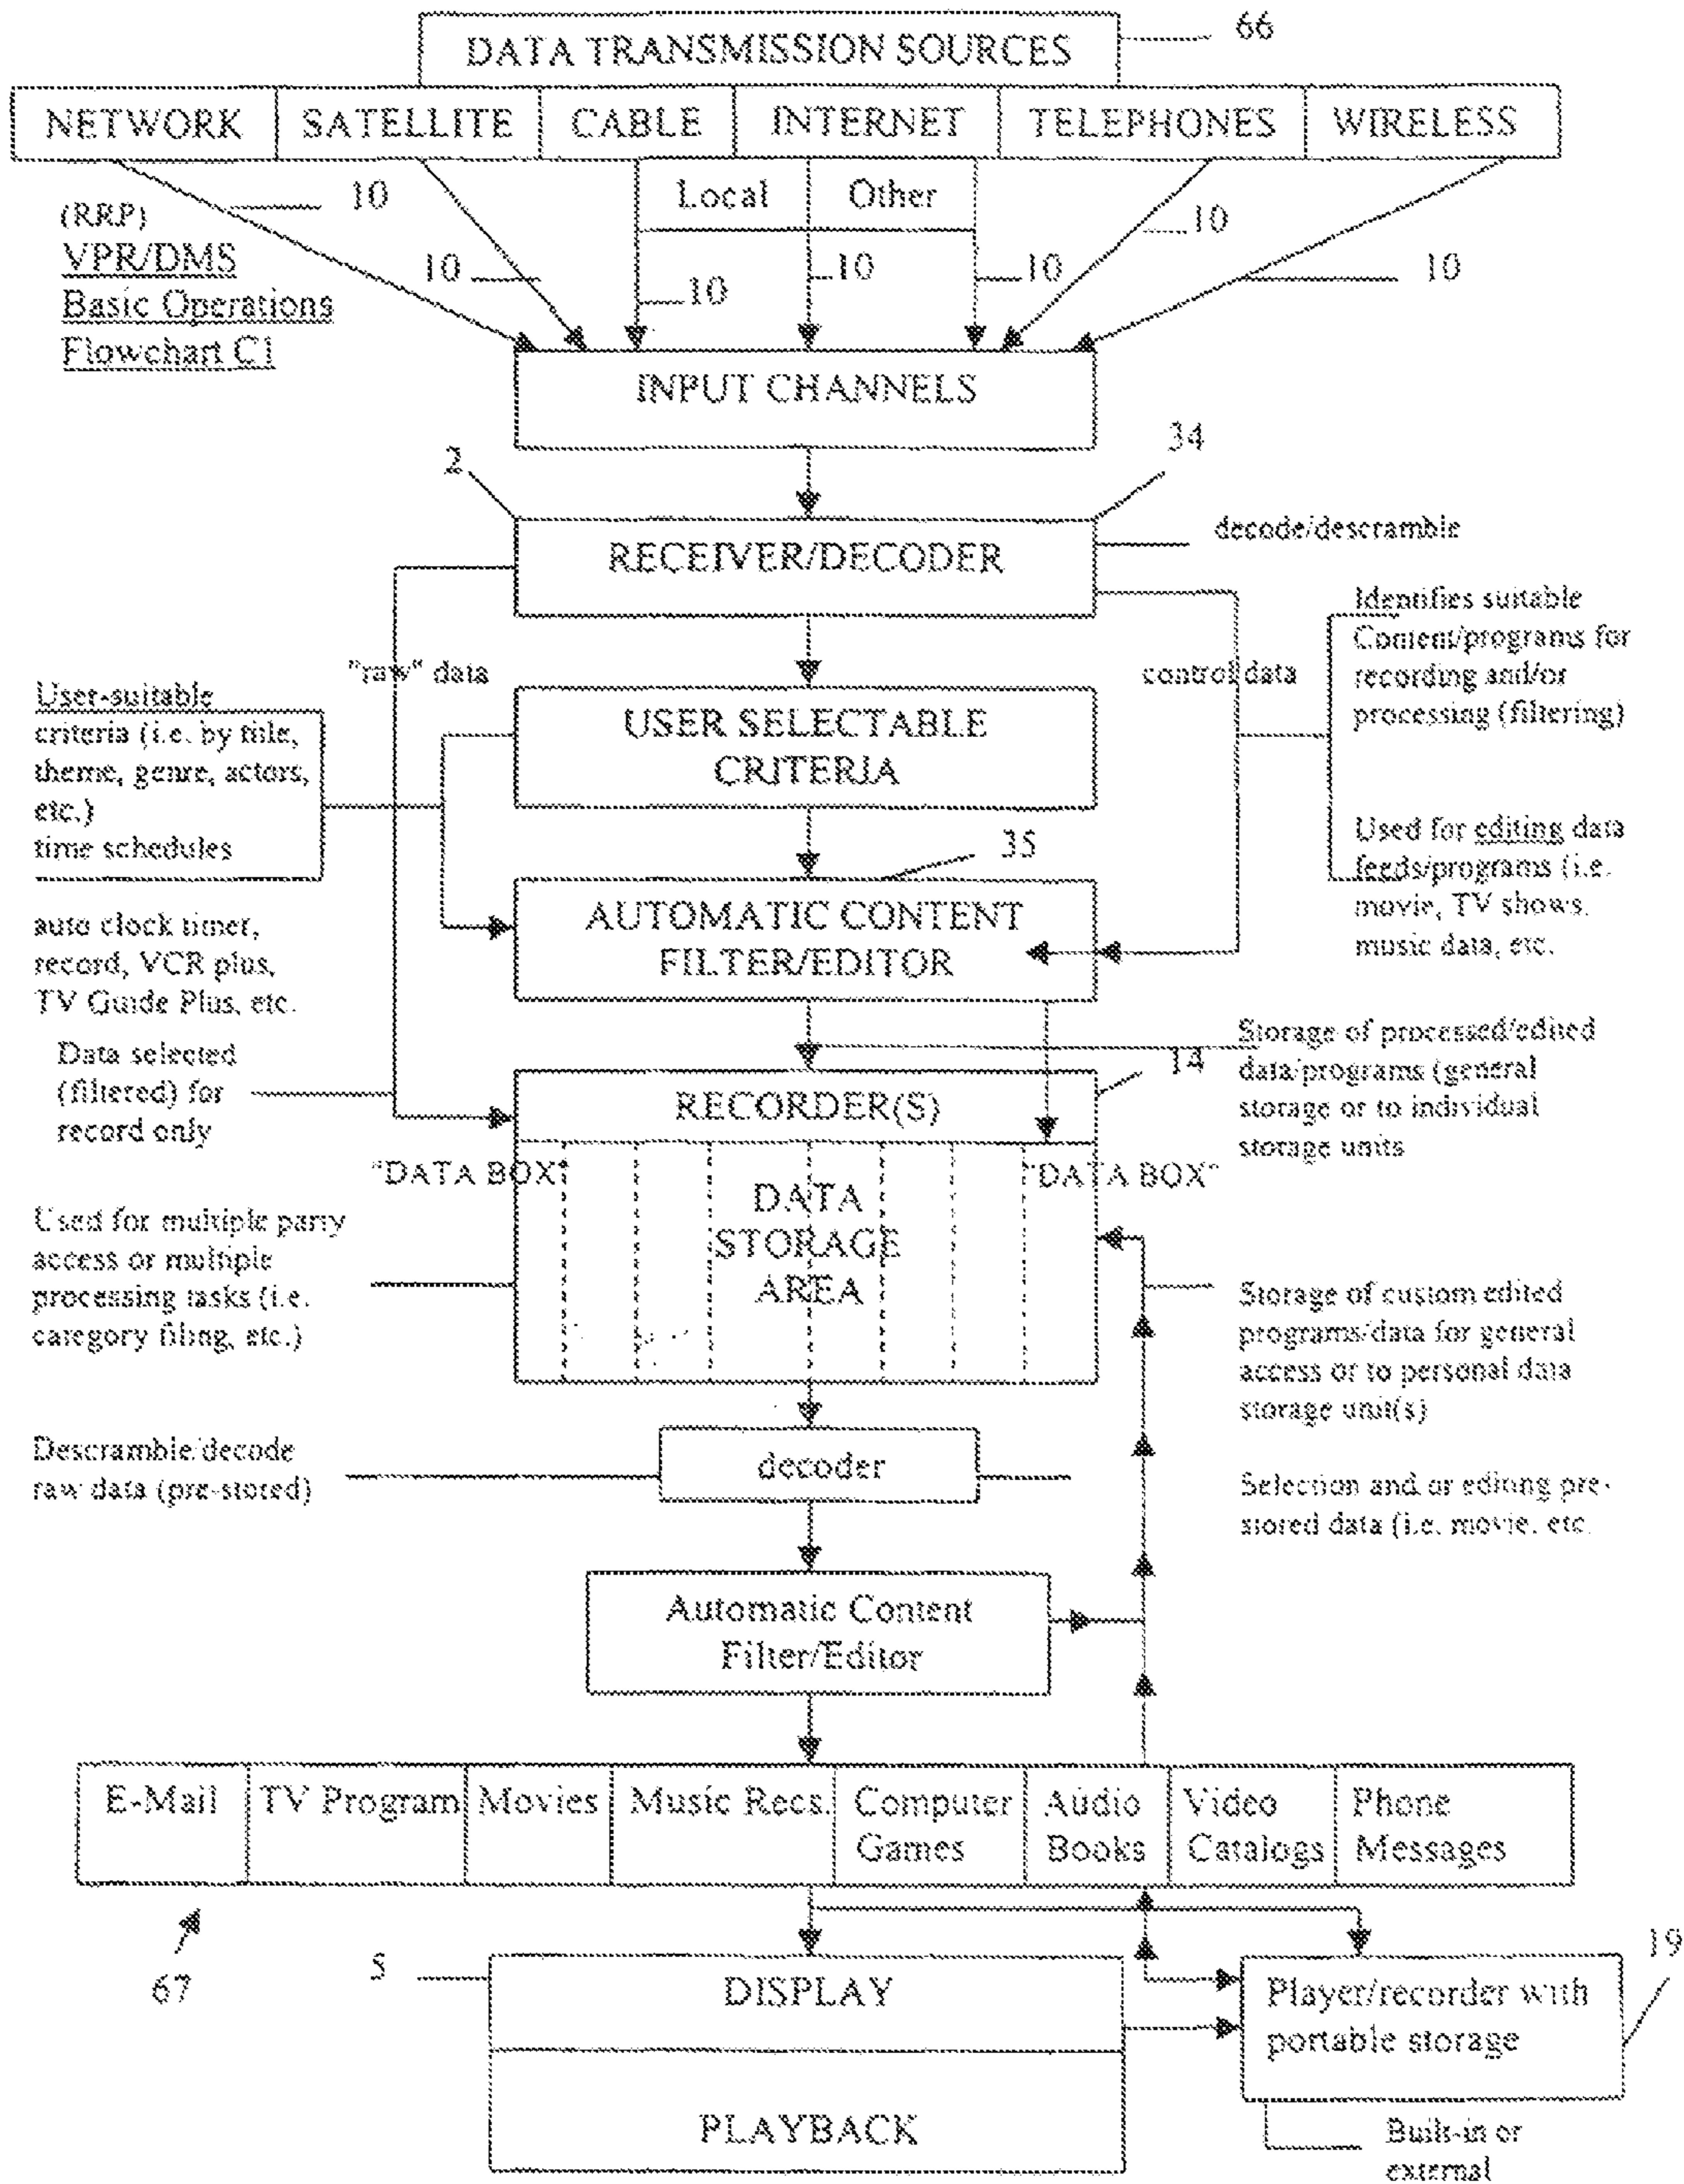 DATA TRANSMISSION SOURCES
66
NETWORK
SATELLITE
CABLE
INTERNET
TELEPHONES
WIRELESS
Local
Other
10
10
10
10
10
10
10
(RRP)
VPR/DMS
Basic Operations
Flowchart C1
INPUT CHANNELS
2
34
RECEIVER/DECODER
decode/descramble
"raw" data
control data
Identifies suitable
Content/programs for
recording and/or
processing (filtering)
User-suitable
criteria (i.e. by title,
theme, genre, actors,
etc.)
time schedules
USER SELECTABLE
CRITERIA
Used for editing data
feeds/programs (i.e.
movie, TV shows.
music data, etc.
35
AUTOMATIC CONTENT
FILTER/EDITOR
auto clock timer,
record, VCR plus,
TV Guide Plus, etc.
Data selected
(filtered) for
record only
Storage of processed/edited
data/programs (general
storage or to individual
storage units
14
RECORDER(S)
"DATA BOX"
"DATA BOX"
DATA
STORAGE
AREA
Used for multiple party
access or multiple
processing tasks (i.e.
category filing, etc.)
Storage of custom edited
programs/data for general
access or to personal data
storage unit(s)
Descramble/decode
raw data (pre-stored)
decoder
Selection and or editing pre-
stored data (i.e. movie, etc.
Automatic Content
Filter/Editor
E-Mail
TV Program
Movies
Music Recs.
Computer
Games
Audio
Books
Video
Catalogs
Phone
Messages
67
5
DISPLAY
PLAYBACK
19
Player/recorder with
portable storage
Built-in or
external